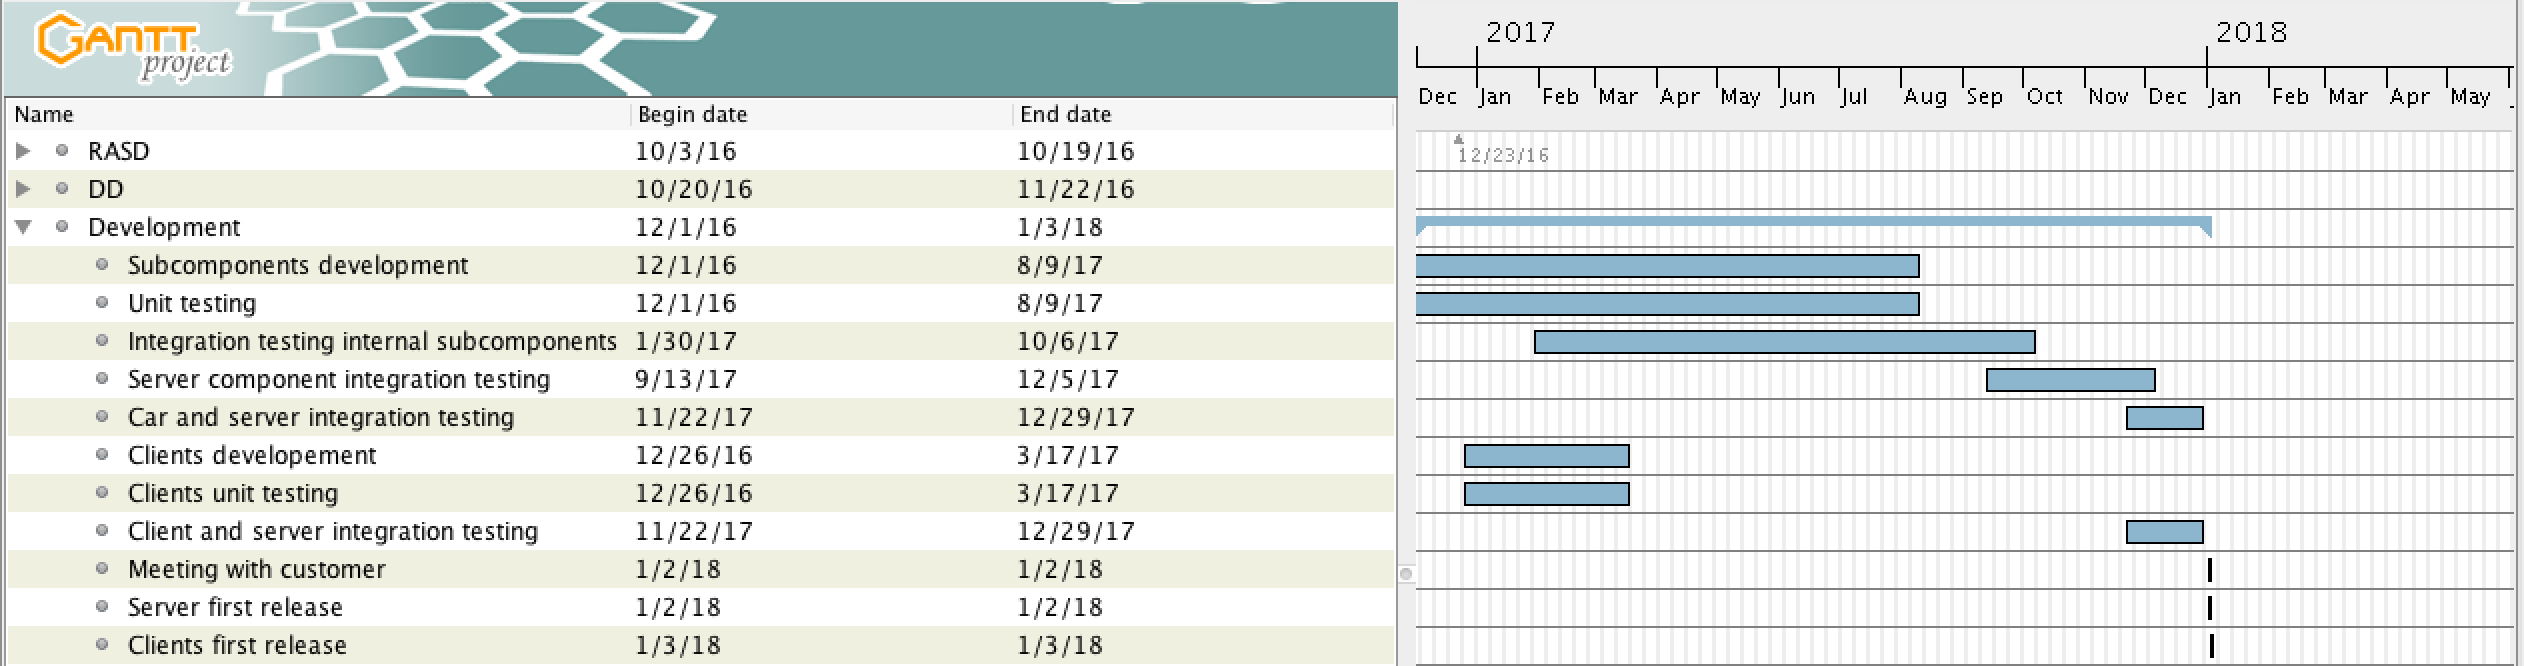 GANTT project
2017 2018
Dec Jan Feb Mar Apr May Jun Jul Aug Sep Oct Nov Dec Jan Feb Mar Apr May
Name Begin date End date
RASD 10/3/16 10/19/16
12/23/16
DD 10/20/16 11/22/16
Development 12/1/16 1/3/18
Subcomponents development 12/1/16 8/9/17
Unit testing 12/1/16 8/9/17
Integration testing internal subcomponents 1/30/17 10/6/17
Server component integration testing 9/13/17 12/5/17
Car and server integration testing 11/22/17 12/29/17
Clients developement 12/26/16 3/17/17
Clients unit testing 12/26/16 3/17/17
Client and server integration testing 11/22/17 12/29/17
Meeting with customer 1/2/18 1/2/18
Server first release 1/2/18 1/2/18
Clients first release 1/3/18 1/3/18